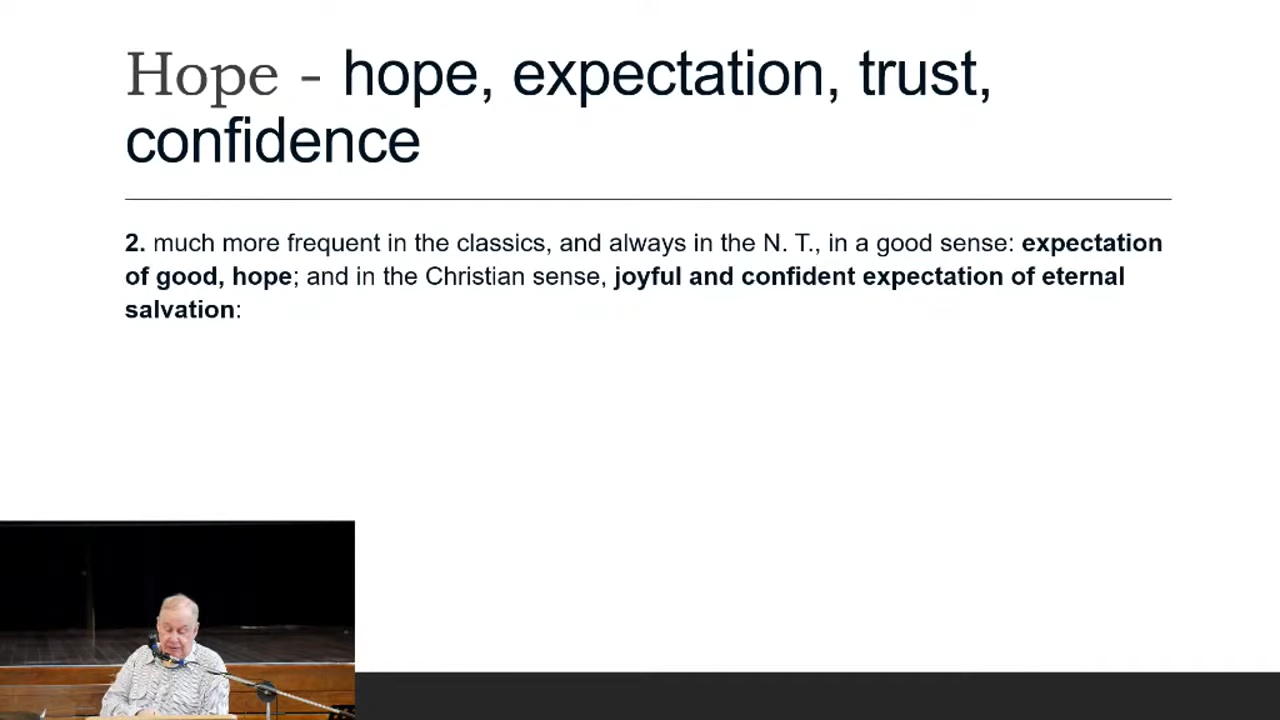 Hope - hope, expectation, trust,
confidence
2. much more frequent in the classics, and always in the N. T., in a good sense: expectation
of good, hope; and in the Christian sense, joyful and confident expectation of eternal
salvation: